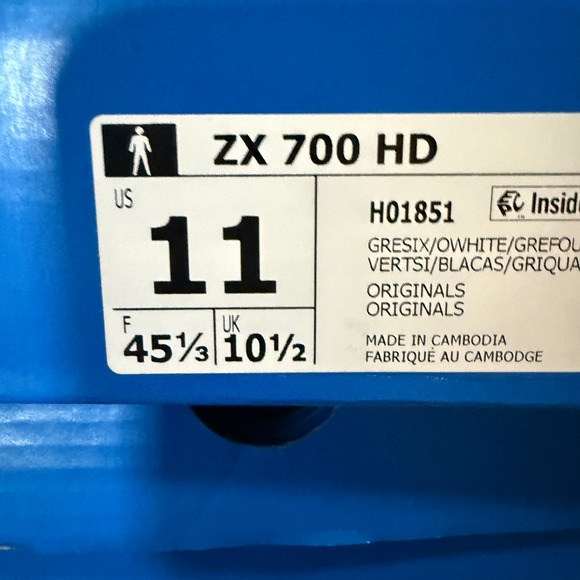 ZX 700 HD
US
11
F
45⅓
UK
10½
H01851
GRESIX/OWHITE/GREFOU
VERTSI/BLACAS/GRIQUA
ORIGINALS
ORIGINALS
MADE IN CAMBODIA
FABRIQUÉ AU CAMBODGE